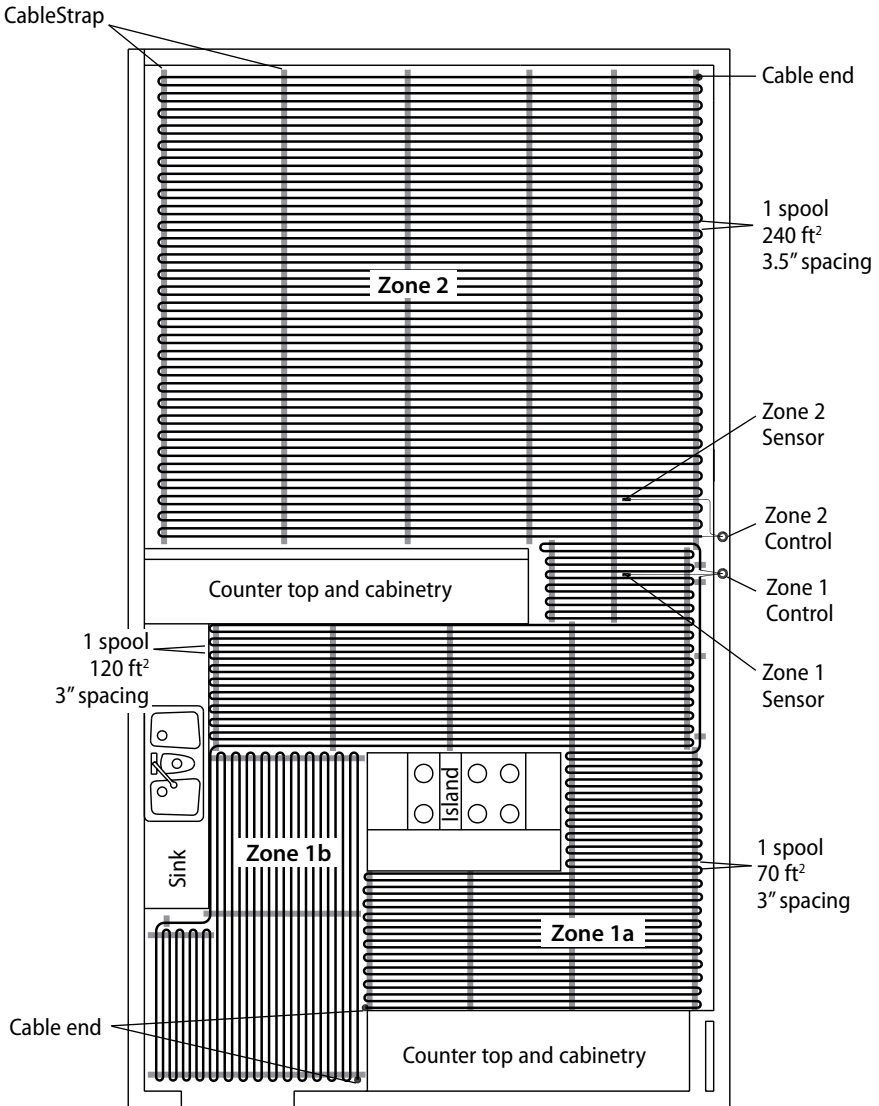 CableStrap
Cable end
1 spool
240 ft²
3.5″ spacing
Zone 2
Zone 2
Sensor
Zone 2
Control
Counter top and cabinetry
Zone 1
Control
1 spool
120 ft²
3″ spacing
Zone 1
Sensor
Island
Zone 1b
Sink
1 spool
70 ft²
3″ spacing
Zone 1a
Cable end
Counter top and cabinetry